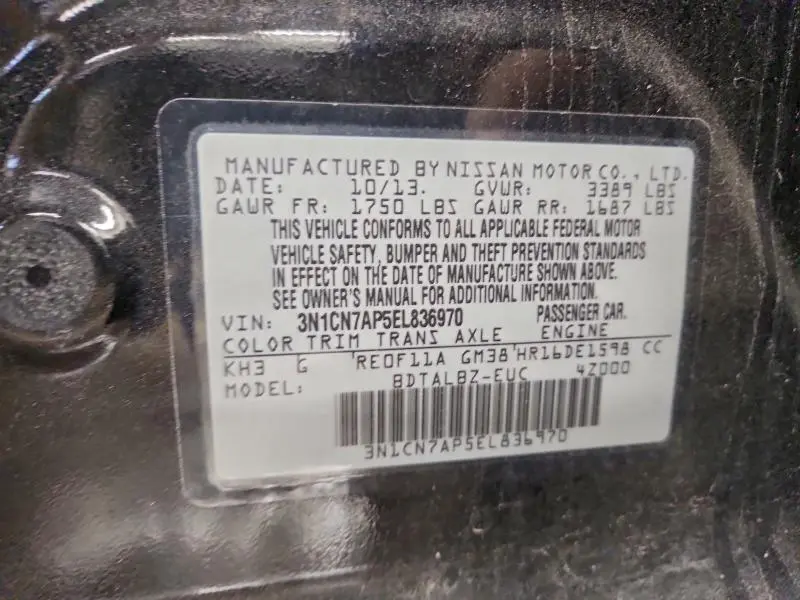 MANUFACTURED BY NISSAN MOTOR CO., LTD.
DATE: 10/13. GVWR: 3389 LBS
GAWR FR: 1750 LBS GAWR RR: 1687 LBS
THIS VEHICLE CONFORMS TO ALL APPLICABLE FEDERAL MOTOR
VEHICLE SAFETY, BUMPER AND THEFT PREVENTION STANDARDS
IN EFFECT ON THE DATE OF MANUFACTURE SHOWN ABOVE.
SEE OWNER'S MANUAL FOR ADDITIONAL INFORMATION.
VIN: 3N1CN7AP5EL836970 PASSENGER CAR.
COLOR TRIM TRANS AXLE ENGINE
KH3 G 'RE0F11A GM38'HR16DE1598 CC
MODEL: BDTALBZ-EUC 4Z000
3N1CN7AP5EL836970